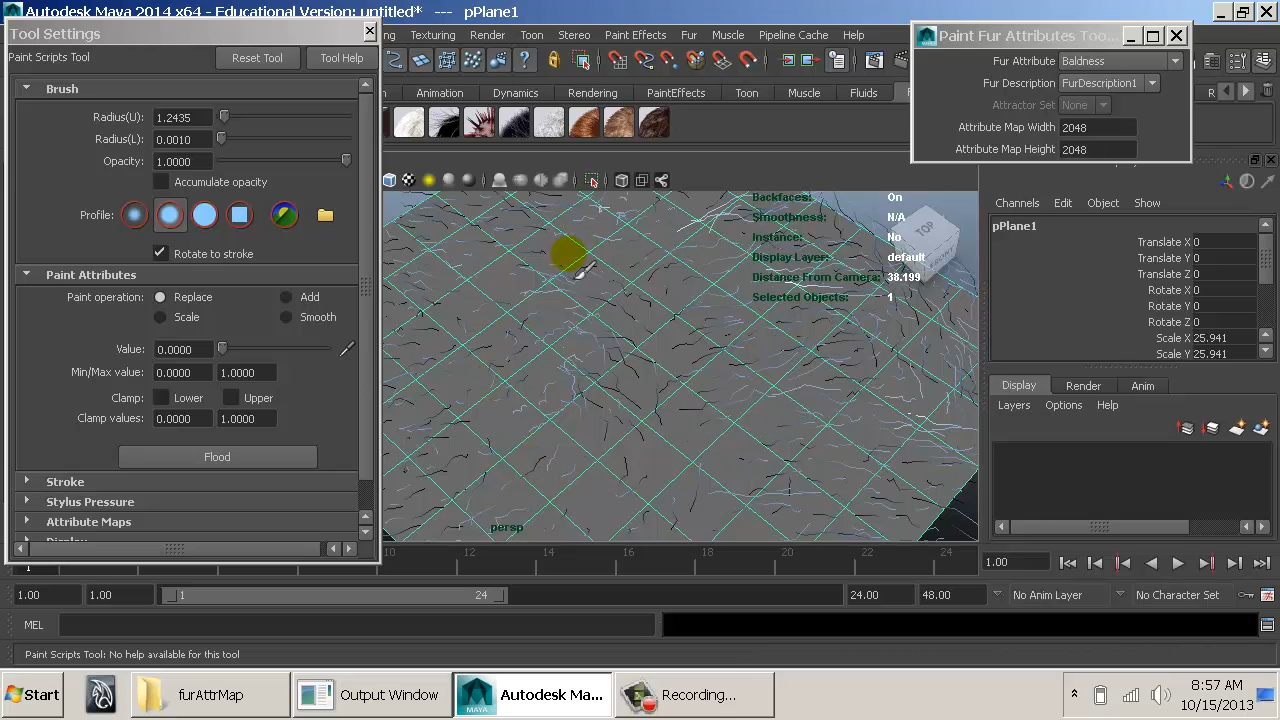 Autodesk Maya 2014 x64 - Educational Version: untitled* --- pPlane1
Tool Settings
Texturing Render Toon Stereo Paint Effects Fur Muscle Pipeline Cache Help
Paint Fur Attributes Too...
Paint Scripts Tool
Reset Tool
Tool Help
Brush
Radius(U): 1.2435
Radius(L): 0.0010
Opacity: 1.0000
Accumulate opacity
Profile:
Rotate to stroke
Paint Attributes
Paint operation: Replace Add
Scale Smooth
Value: 0.0000
Min/Max value: 0.0000 1.0000
Clamp: Lower Upper
Clamp values: 0.0000 1.0000
Flood
Stroke
Stylus Pressure
Attribute Maps
Animation Dynamics Rendering PaintEffects Toon Muscle Fluids
Fur Attribute: Baldness
Fur Description: FurDescription1
Attractor Set None
Attribute Map Width 2048
Attribute Map Height 2048
Backfaces: On
Smoothness: N/A
Instance: No
Display Layer: default
Distance From Camera: 38.199
Selected Objects: 1
TOP
FRONT
persp
Channels Edit Object Show
pPlane1
Translate X 0
Translate Y 0
Translate Z 0
Rotate X 0
Rotate Y 0
Rotate Z 0
Scale X 25.941
Scale Y 25.941
Display Render Anim
Layers Options Help
1 10 12 14 16 18 20 22 24
1.00
1.00 1.00 1 24 24.00 48.00 No Anim Layer No Character Set
MEL
Paint Scripts Tool: No help available for this tool
Start furAttrMap Output Window Autodesk Ma... Recording...
MAYA
8:57 AM
10/15/2013